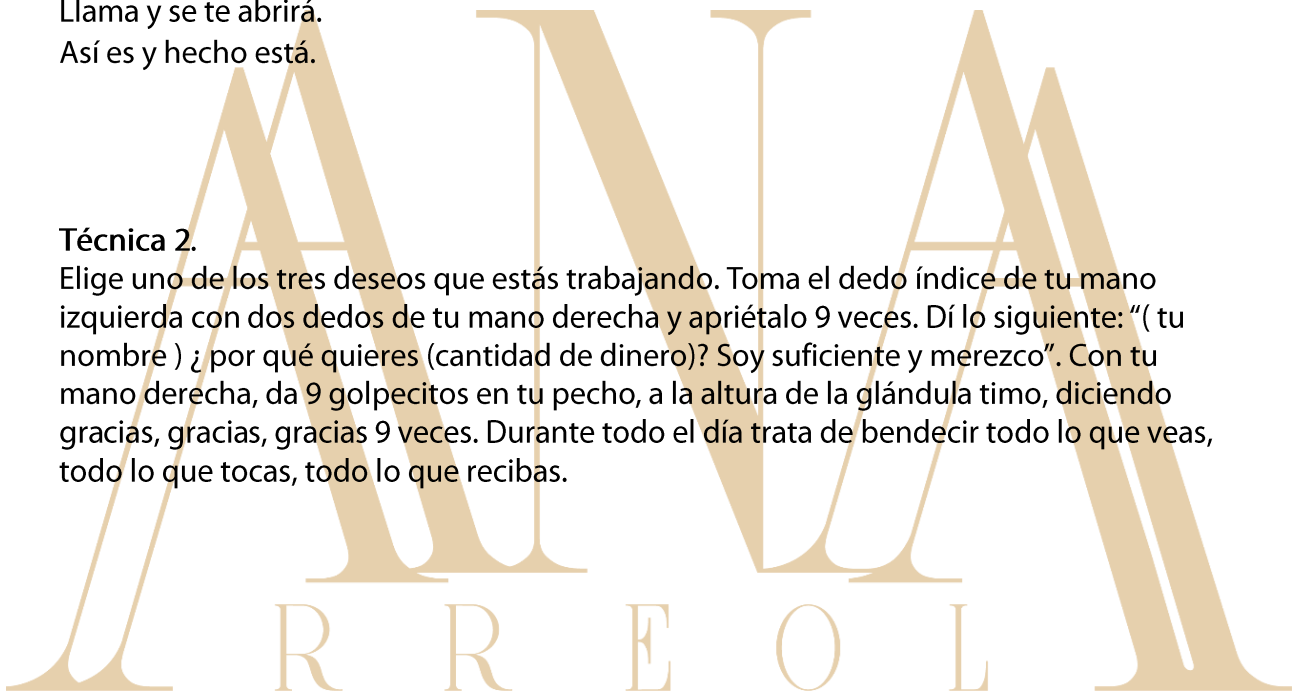 Llama y se te abrirá.
Así es y hecho está.
Técnica 2.
Elige uno de los tres deseos que estás trabajando. Toma el dedo índice de tu mano
izquierda con dos dedos de tu mano derecha y apriétalo 9 veces. Dí lo siguiente: “( tu
nombre ) ¿ por qué quieres (cantidad de dinero)? Soy suficiente y merezco”. Con tu
mano derecha, da 9 golpecitos en tu pecho, a la altura de la glándula timo, diciendo
gracias, gracias, gracias 9 veces. Durante todo el día trata de bendecir todo lo que veas,
todo lo que tocas, todo lo que recibas.
ANA
RREOL